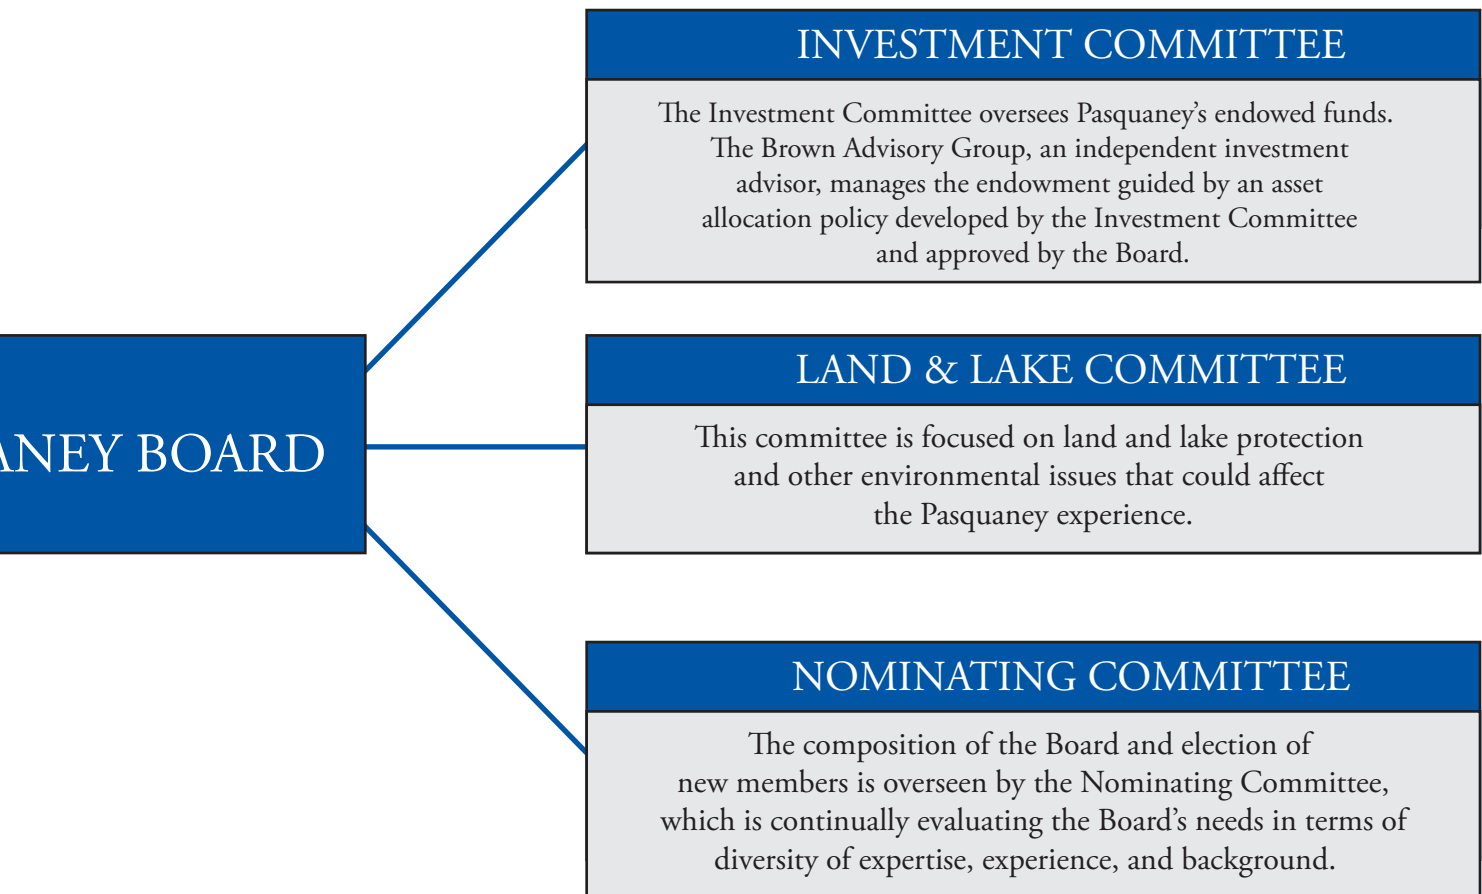 INVESTMENT COMMITTEE
The Investment Committee oversees Pasquaney’s endowed funds.
The Brown Advisory Group, an independent investment
advisor, manages the endowment guided by an asset
allocation policy developed by the Investment Committee
and approved by the Board.
ANEY BOARD
LAND & LAKE COMMITTEE
This committee is focused on land and lake protection
and other environmental issues that could affect
the Pasquaney experience.
NOMINATING COMMITTEE
The composition of the Board and election of
new members is overseen by the Nominating Committee,
which is continually evaluating the Board’s needs in terms of
diversity of expertise, experience, and background.